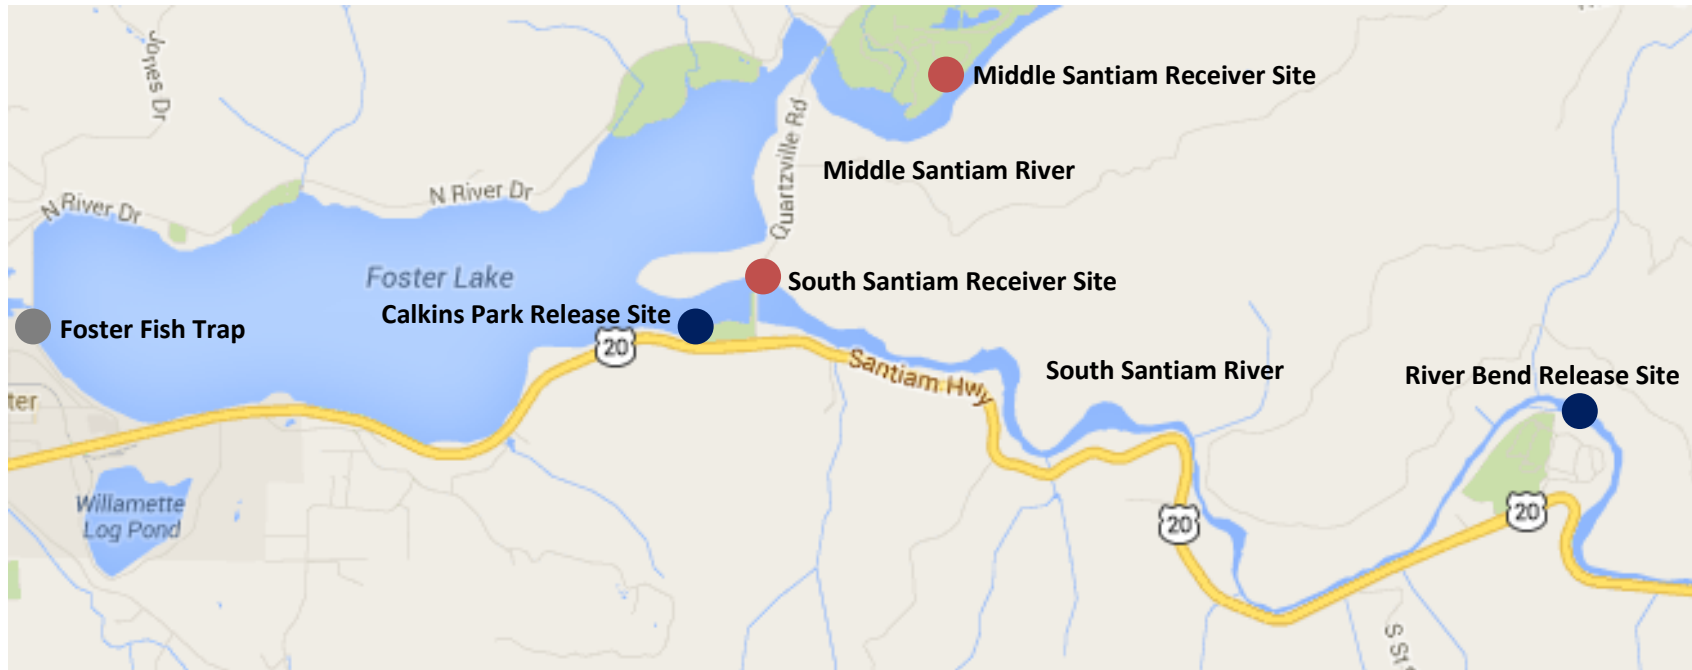 Jones Dr
Middle Santiam Receiver Site
Quartzville Rd
Middle Santiam River
N River Dr
N River Dr
Foster Lake
South Santiam Receiver Site
Calkins Park Release Site
Foster Fish Trap
20
Santiam Hwy
South Santiam River
River Bend Release Site
ter
Willamette
Log Pond
20
20
S St